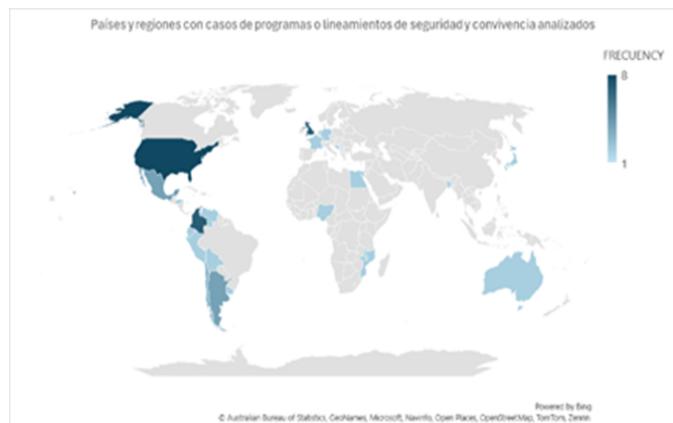 Países y regiones con casos de programas o lineamientos de seguridad y convivencia analizados
FRECUENCY
8
1
Powered by Bing
© Australian Bureau of Statistics, GeoNames, Microsoft, Navinfo, Open Places, OpenStreetMap, TomTom, Zenrin